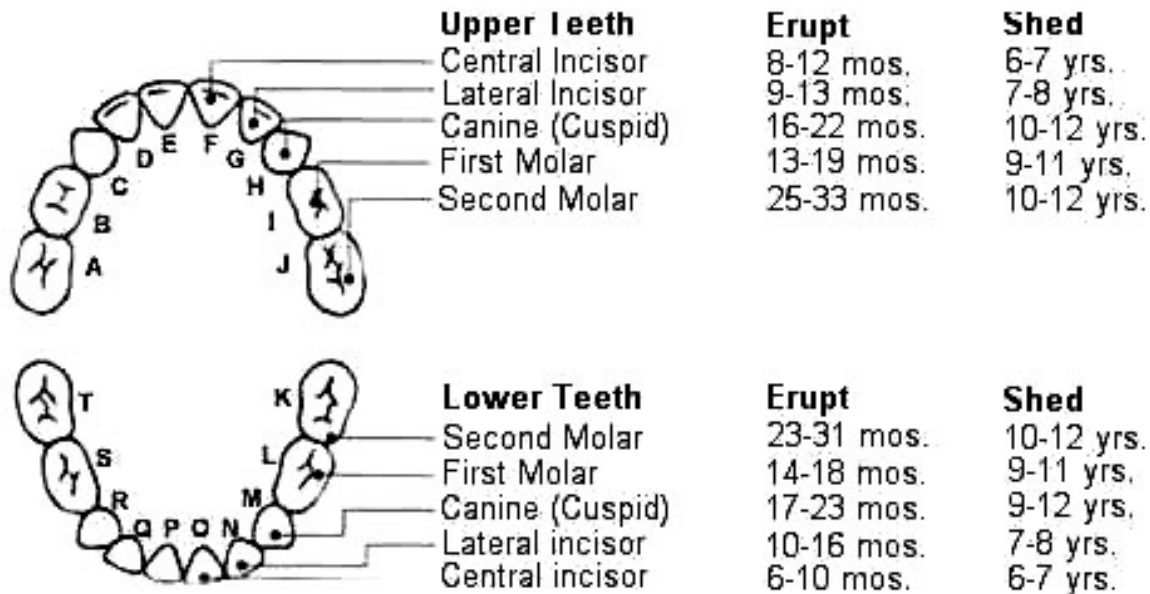 Upper Teeth Erupt Shed
Central Incisor 8-12 mos. 6-7 yrs.
Lateral Incisor 9-13 mos. 7-8 yrs.
Canine (Cuspid) 16-22 mos. 10-12 yrs.
First Molar 13-19 mos. 9-11 yrs.
Second Molar 25-33 mos. 10-12 yrs.
A B C D E F G H I J
Lower Teeth Erupt Shed
Second Molar 23-31 mos. 10-12 yrs.
First Molar 14-18 mos. 9-11 yrs.
Canine (Cuspid) 17-23 mos. 9-12 yrs.
Lateral incisor 10-16 mos. 7-8 yrs.
Central incisor 6-10 mos. 6-7 yrs.
T S R Q P O N M L K